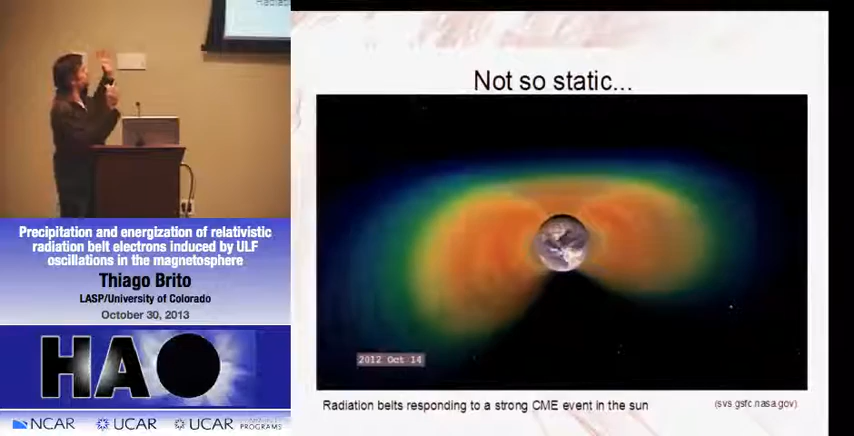 Not so static...
2012 Oct 14
Radiation belts responding to a strong CME event in the sun
(svs.gsfc.nasa.gov)
Precipitation and energization of relativistic
radiation belt electrons induced by ULF
oscillations in the magnetosphere
Thiago Brito
LASP/University of Colorado
October 30, 2013
HAO
NCAR
UCAR
UCAR
PROGRAMS